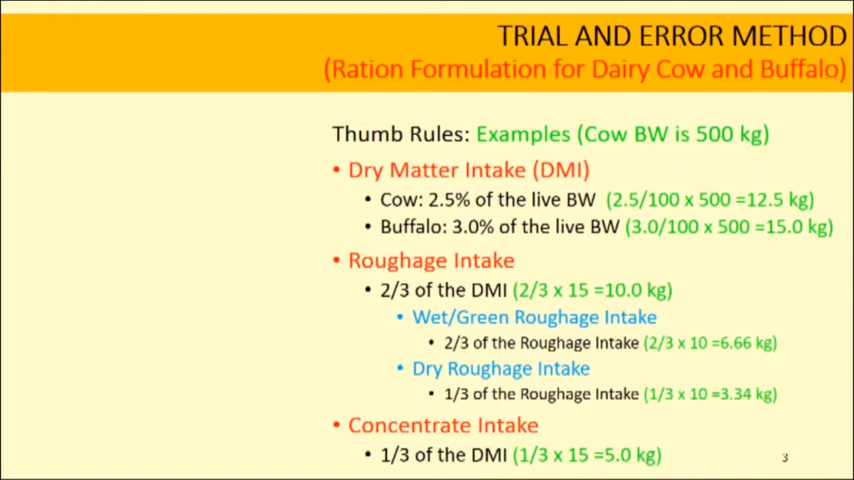 TRIAL AND ERROR METHOD
(Ration Formulation for Dairy Cow and Buffalo)
Thumb Rules: Examples (Cow BW is 500 kg)
• Dry Matter Intake (DMI)
• Cow: 2.5% of the live BW (2.5/100 x 500 =12.5 kg)
• Buffalo: 3.0% of the live BW (3.0/100 x 500 =15.0 kg)
• Roughage Intake
• 2/3 of the DMI (2/3 x 15 =10.0 kg)
• Wet/Green Roughage Intake
• 2/3 of the Roughage Intake (2/3 x 10 =6.66 kg)
• Dry Roughage Intake
• 1/3 of the Roughage Intake (1/3 x 10 =3.34 kg)
• Concentrate Intake
• 1/3 of the DMI (1/3 x 15 =5.0 kg)
3